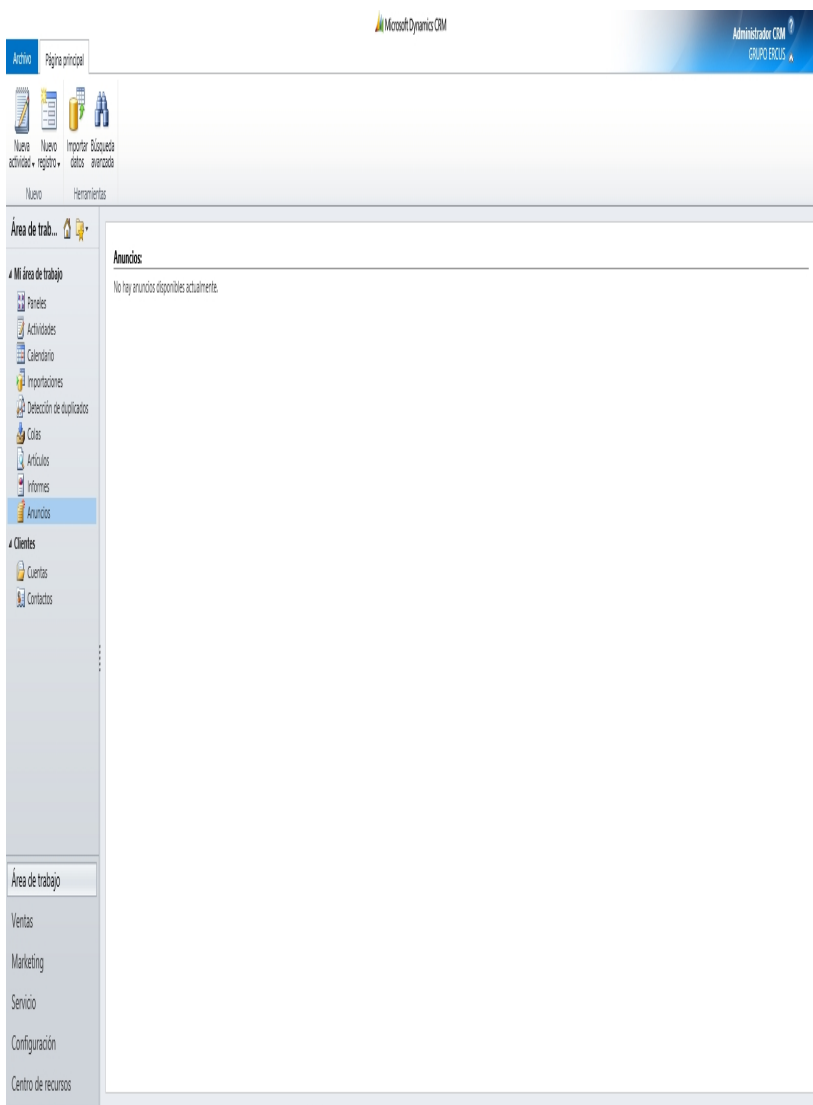 Microsoft Dynamics CRM
Administrador CRM
GRUPO ERCUS
Archivo
Página principal
Nueva actividad
Nuevo registro
Importar datos
Búsqueda avanzada
Nuevo
Herramientas
Área de trab...
Mi área de trabajo
Paneles
Actividades
Calendario
Importaciones
Detección de duplicados
Colas
Artículos
Informes
Anuncios
Clientes
Cuentas
Contactos
Anuncios:
No hay anuncios disponibles actualmente.
Área de trabajo
Ventas
Marketing
Servicio
Configuración
Centro de recursos